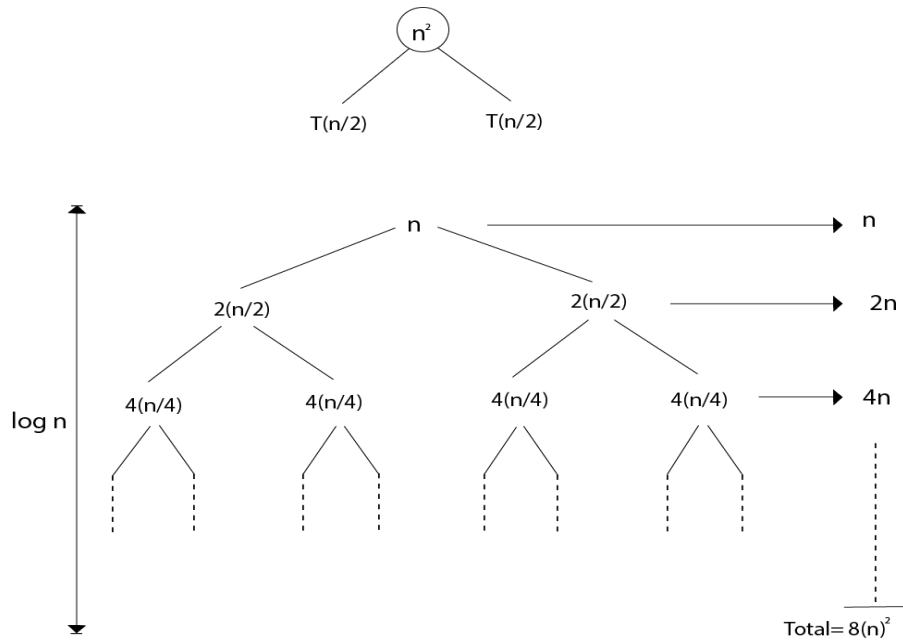 n²
T(n/2) T(n/2)
n n
2(n/2) 2(n/2) 2n
4(n/4) 4(n/4) 4(n/4) 4(n/4) 4n
log n
Total= 8(n)²